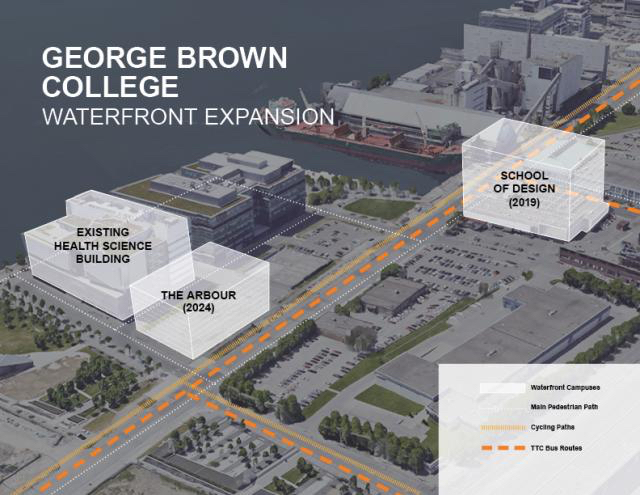 GEORGE BROWN
COLLEGE
WATERFRONT EXPANSION
SCHOOL
OF DESIGN
(2019)
EXISTING
HEALTH SCIENCE
BUILDING
THE ARBOUR
(2024)
Waterfront Campuses
Main Pedestrian Path
Cycling Paths
TTC Bus Routes